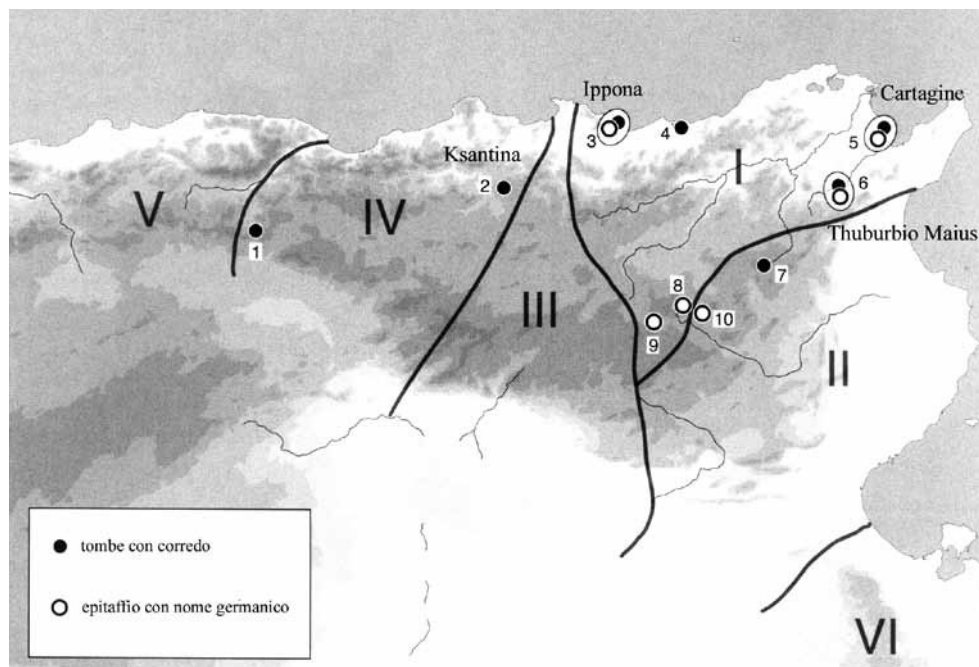 Ippona
Cartagine
3
4
5
Ksantina
I
2
6
V
IV
Thuburbio Maius
1
7
8
III
10
9
II
tombe con corredo
epitaffio con nome germanico
VI